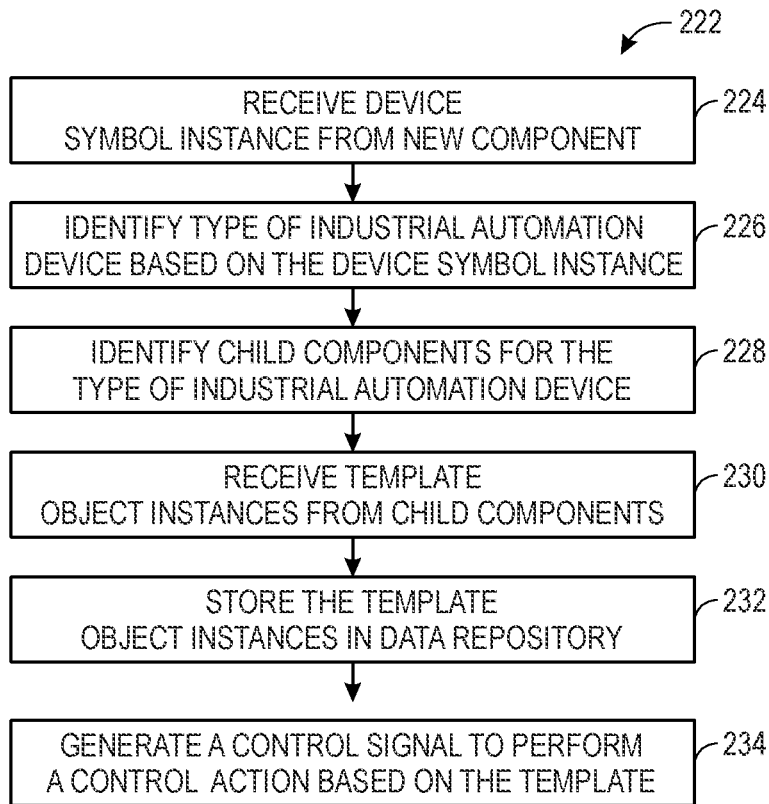 222
RECEIVE DEVICE
SYMBOL INSTANCE FROM NEW COMPONENT
224
IDENTIFY TYPE OF INDUSTRIAL AUTOMATION
DEVICE BASED ON THE DEVICE SYMBOL INSTANCE
226
IDENTIFY CHILD COMPONENTS FOR THE
TYPE OF INDUSTRIAL AUTOMATION DEVICE
228
RECEIVE TEMPLATE
OBJECT INSTANCES FROM CHILD COMPONENTS
230
STORE THE TEMPLATE
OBJECT INSTANCES IN DATA REPOSITORY
232
GENERATE A CONTROL SIGNAL TO PERFORM
A CONTROL ACTION BASED ON THE TEMPLATE
234